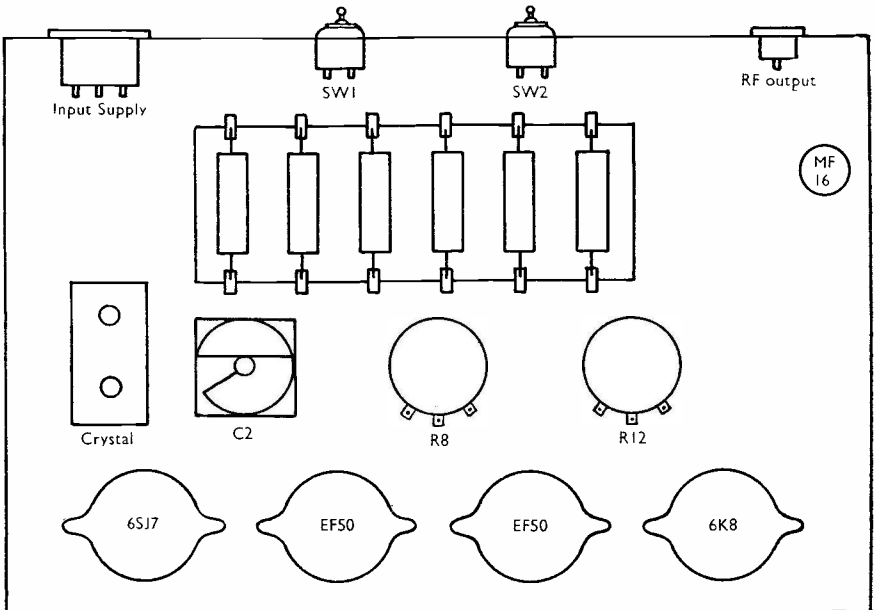 Input Supply
SW1
SW2
RF output
MF
16
Crystal
C2
R8
R12
6SJ7
EF50
EF50
6K8